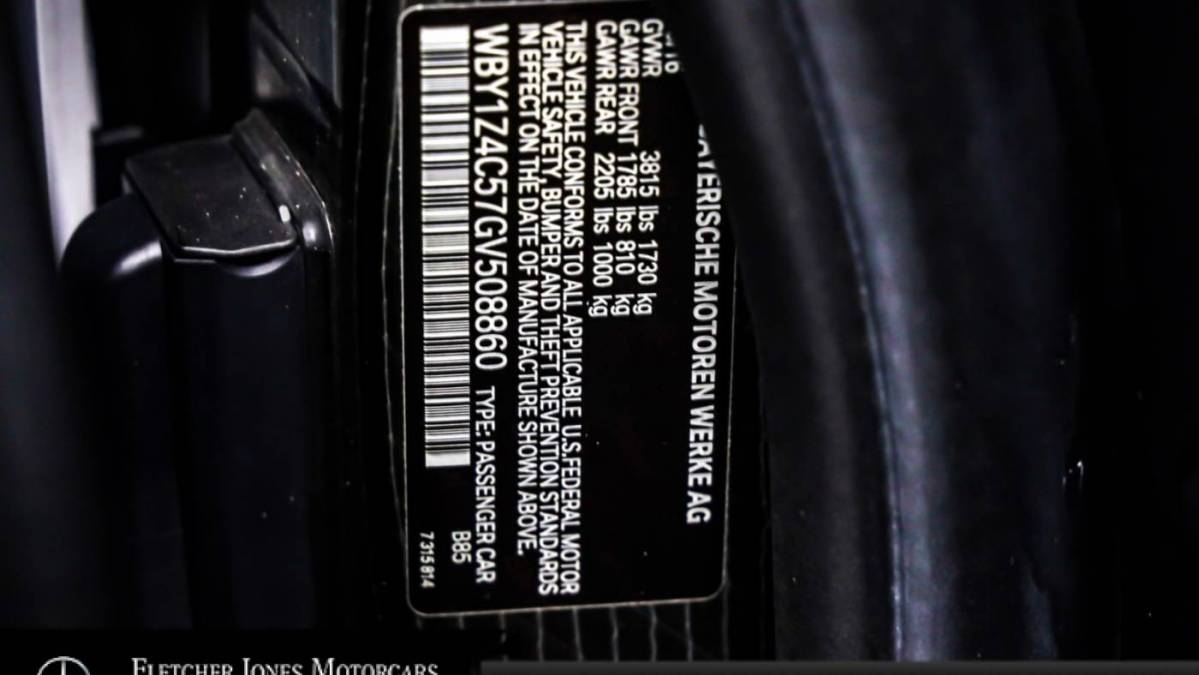 BAYERISCHE MOTOREN WERKE AG
GVWR 3815 lbs 1730 kg
GAWR FRONT 1785 lbs 810 kg
GAWR REAR 2205 lbs 1000 kg
THIS VEHICLE CONFORMS TO ALL APPLICABLE U.S.FEDERAL MOTOR
VEHICLE SAFETY, BUMPER AND THEFT PREVENTION STANDARDS
IN EFFECT ON THE DATE OF MANUFACTURE SHOWN ABOVE.
WBY1Z4C57GV508860 TYPE: PASSENGER CAR
B85
7315814
FLETCHER JONES MOTORCARS